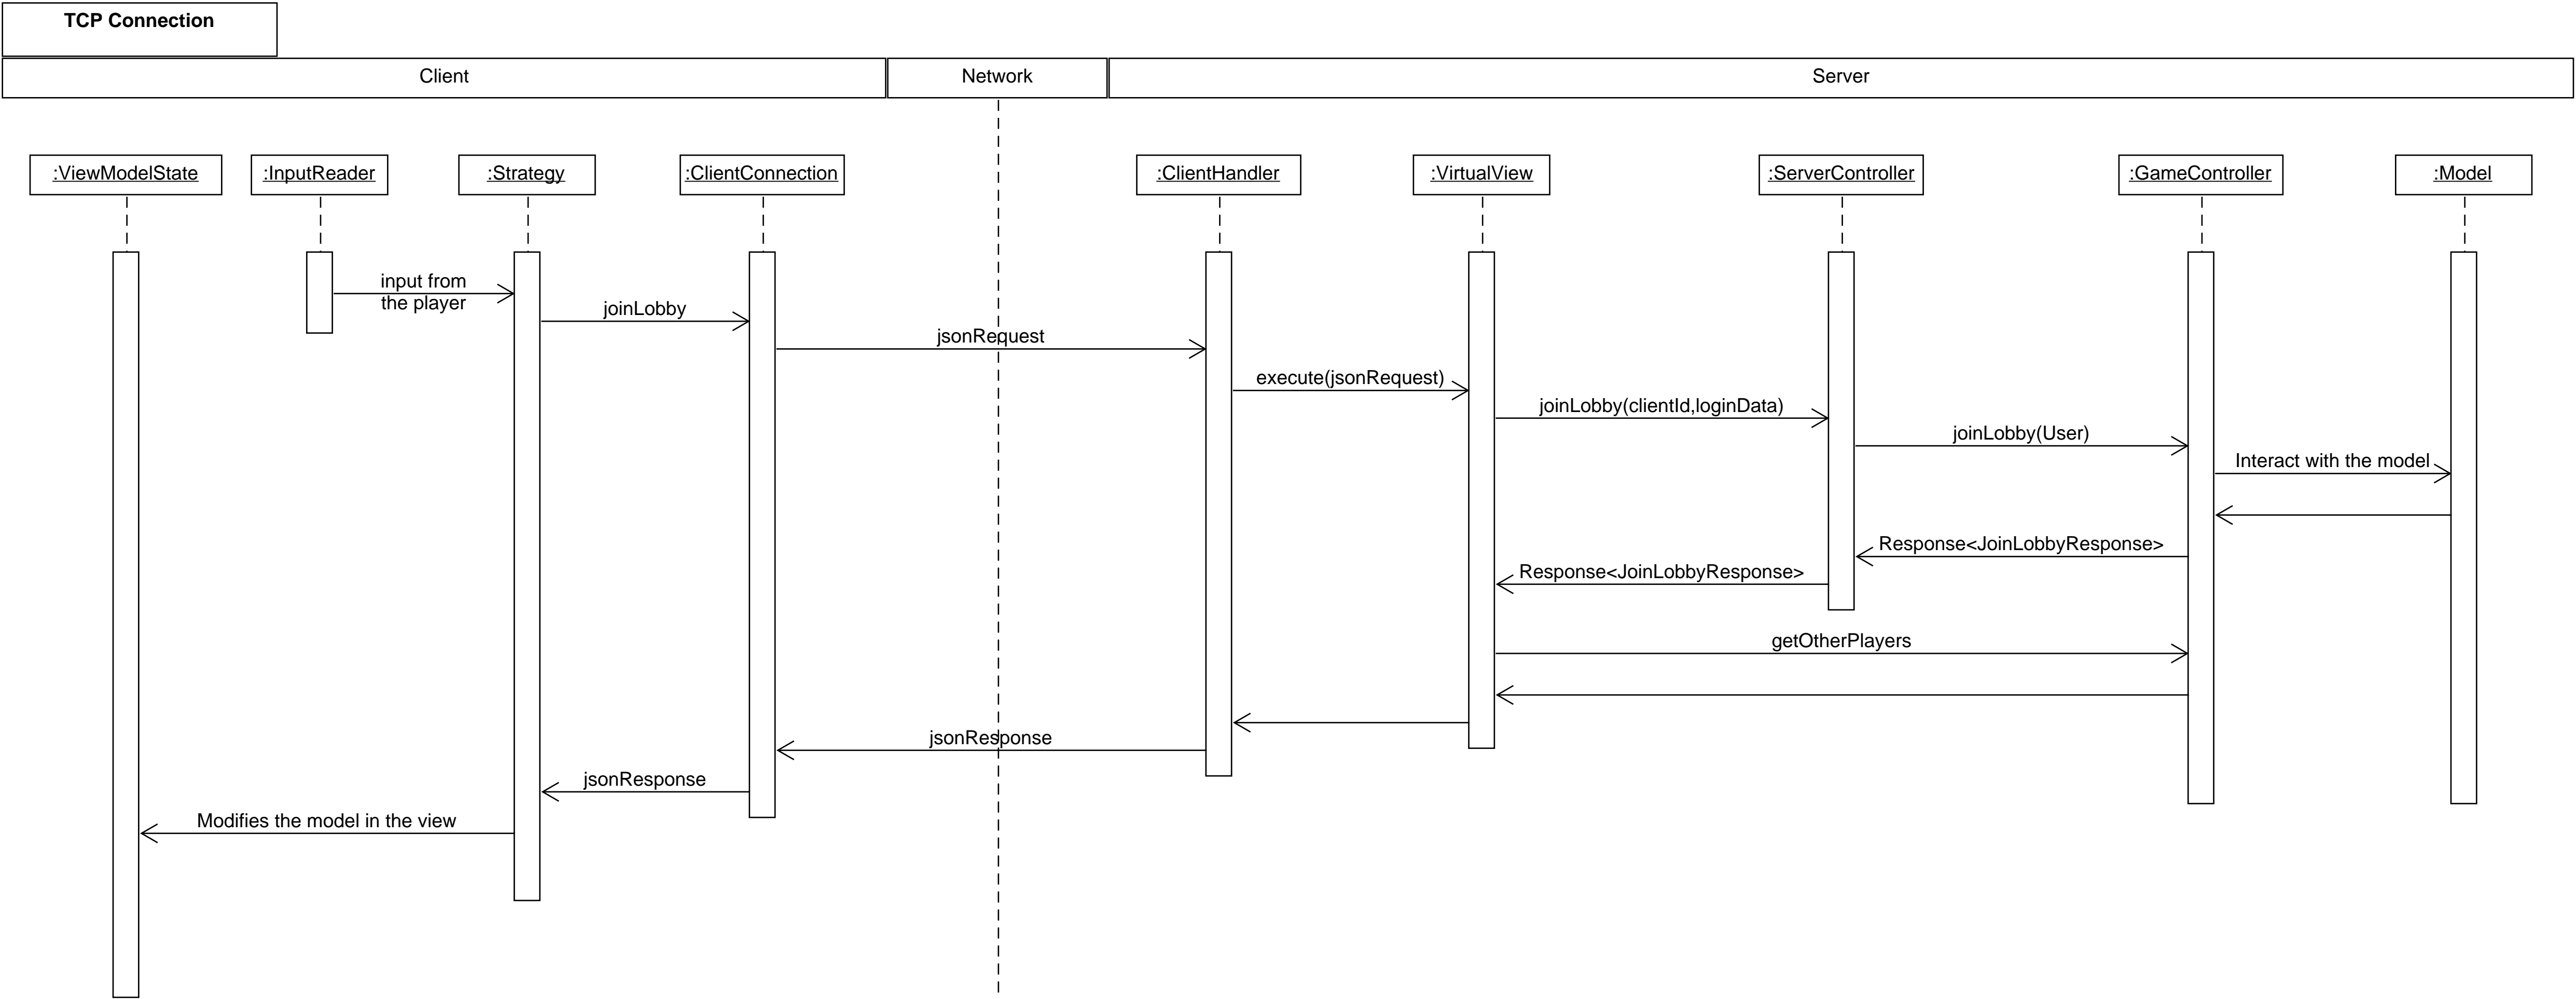 TCP Connection
Client
Network
Server
:ViewModelState
:InputReader
:Strategy
:ClientConnection
:ClientHandler
:VirtualView
:ServerController
:GameController
:Model
input from
the player
joinLobby
jsonRequest
execute(jsonRequest)
joinLobby(clientId,loginData)
joinLobby(User)
Interact with the model
Response<JoinLobbyResponse>
Response<JoinLobbyResponse>
getOtherPlayers
jsonResponse
jsonResponse
Modifies the model in the view